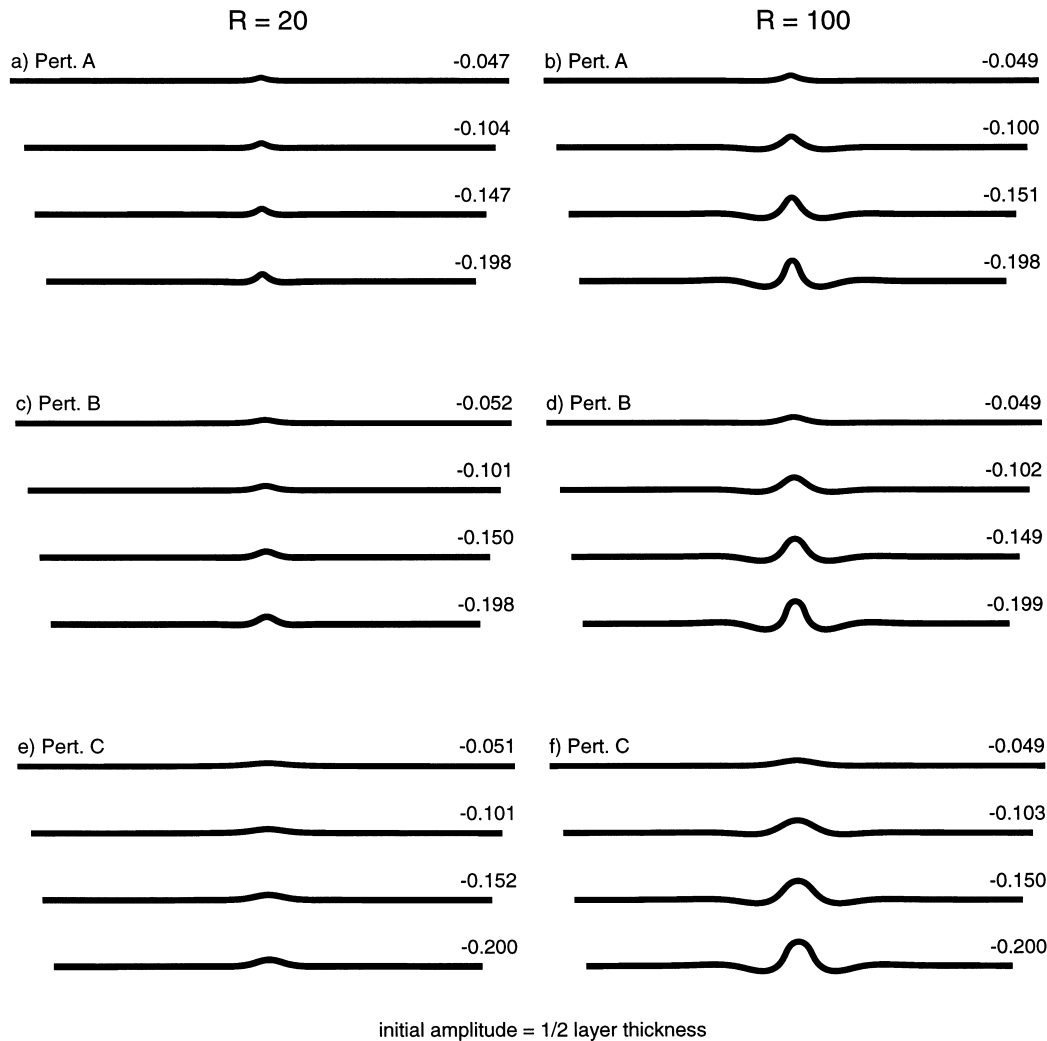 R = 20
R = 100
a) Pert. A
-0.047
-0.104
-0.147
-0.198
b) Pert. A
-0.049
-0.100
-0.151
-0.198
c) Pert. B
-0.052
-0.101
-0.150
-0.198
d) Pert. B
-0.049
-0.102
-0.149
-0.199
e) Pert. C
-0.051
-0.101
-0.152
-0.200
f) Pert. C
-0.049
-0.103
-0.150
-0.200
initial amplitude = 1/2 layer thickness